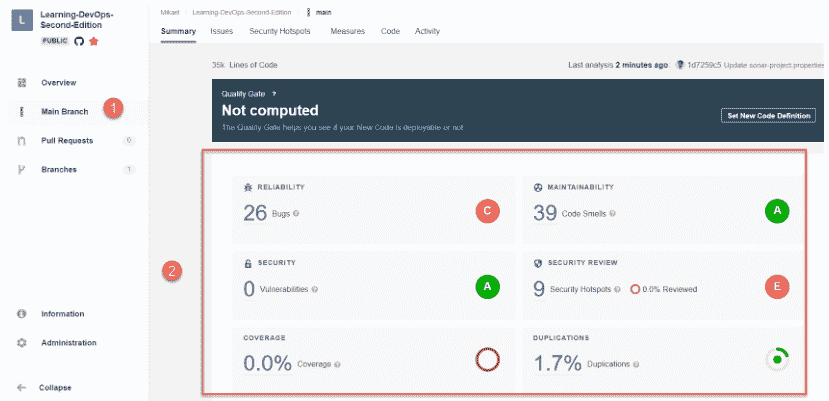 L
Learning-DevOps-
Second-Edition
PUBLIC
Overview
Main Branch
1
Pull Requests
0
Branches
1
Information
Administration
Collapse
Mikael
Learning-DevOps-Second-Edition
main
Summary
Issues
Security Hotspots
Measures
Code
Activity
35k Lines of Code
Last analysis 2 minutes ago
1d7259c5 Update sonar-project.properties
Quality Gate ?
Not computed
The Quality Gate helps you see if your New Code is deployable or not
Set New Code Definition
2
RELIABILITY
26 Bugs ?
C
MAINTAINABILITY
39 Code Smells ?
A
SECURITY
0 Vulnerabilities ?
A
SECURITY REVIEW
9 Security Hotspots ? 0.0% Reviewed
E
COVERAGE
0.0% Coverage ?
DUPLICATIONS
1.7% Duplications ?